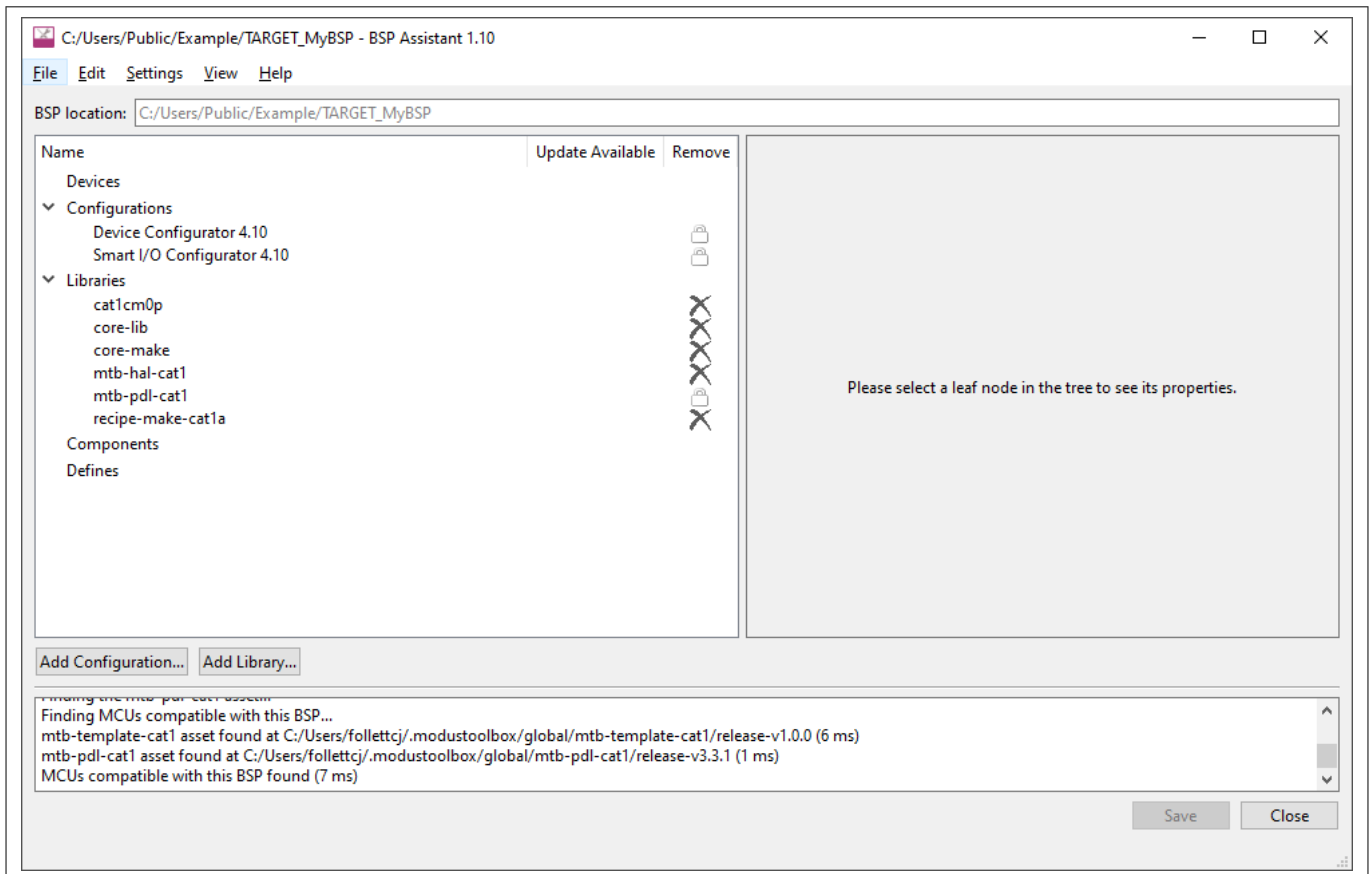 C:/Users/Public/Example/TARGET_MyBSP - BSP Assistant 1.10
File Edit Settings View Help
BSP location: C:/Users/Public/Example/TARGET_MyBSP
Name Update Available Remove
Devices
Configurations
Device Configurator 4.10
Smart I/O Configurator 4.10
Libraries
cat1cm0p
core-lib
core-make
mtb-hal-cat1
mtb-pdl-cat1
recipe-make-cat1a
Components
Defines
Please select a leaf node in the tree to see its properties.
Add Configuration... Add Library...
Finding the mtb-pdl-cat1 asset...
Finding MCUs compatible with this BSP...
mtb-template-cat1 asset found at C:/Users/follettcj/.modustoolbox/global/mtb-template-cat1/release-v1.0.0 (6 ms)
mtb-pdl-cat1 asset found at C:/Users/follettcj/.modustoolbox/global/mtb-pdl-cat1/release-v3.3.1 (1 ms)
MCUs compatible with this BSP found (7 ms)
Save Close